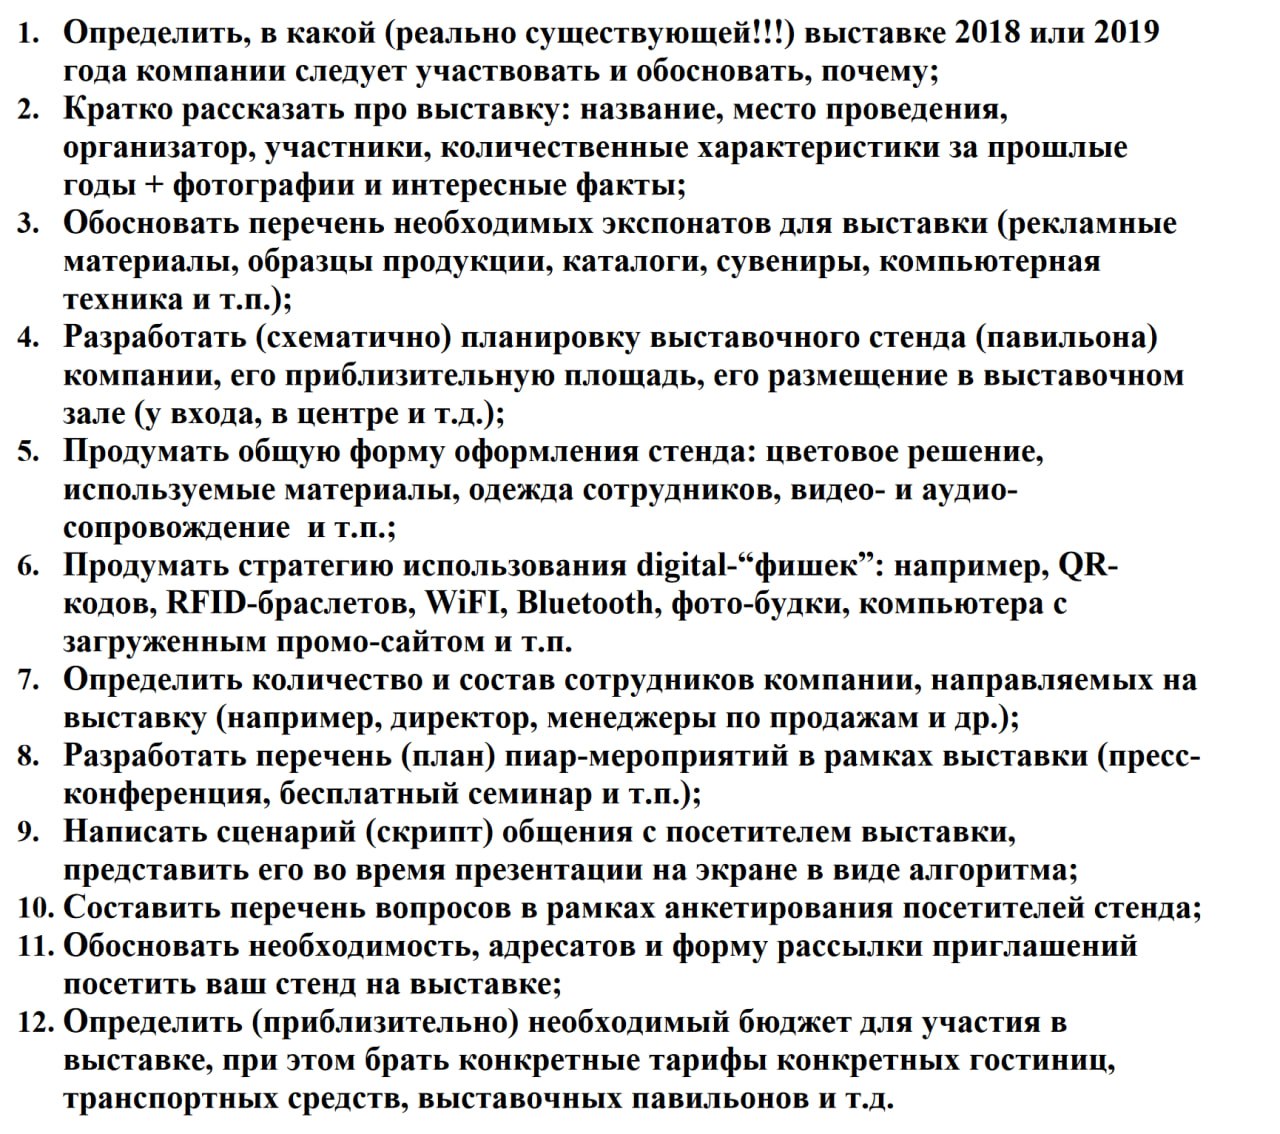 1. Определить, в какой (реально существующей!!!) выставке 2018 или 2019
года компании следует участвовать и обосновать, почему;
2. Кратко рассказать про выставку: название, место проведения,
организатор, участники, количественные характеристики за прошлые
годы + фотографии и интересные факты;
3. Обосновать перечень необходимых экспонатов для выставки (рекламные
материалы, образцы продукции, каталоги, сувениры, компьютерная
техника и т.п.);
4. Разработать (схематично) планировку выставочного стенда (павильона)
компании, его приблизительную площадь, его размещение в выставочном
зале (у входа, в центре и т.д.);
5. Продумать общую форму оформления стенда: цветовое решение,
используемые материалы, одежда сотрудников, видео- и аудио-
сопровождение и т.п.;
6. Продумать стратегию использования digital-“фишек”: например, QR-
кодов, RFID-браслетов, WiFI, Bluetooth, фото-будки, компьютера с
загруженным промо-сайтом и т.п.
7. Определить количество и состав сотрудников компании, направляемых на
выставку (например, директор, менеджеры по продажам и др.);
8. Разработать перечень (план) пиар-мероприятий в рамках выставки (пресс-
конференция, бесплатный семинар и т.п.);
9. Написать сценарий (скрипт) общения с посетителем выставки,
представить его во время презентации на экране в виде алгоритма;
10. Составить перечень вопросов в рамках анкетирования посетителей стенда;
11. Обосновать необходимость, адресатов и форму рассылки приглашений
посетить ваш стенд на выставке;
12. Определить (приблизительно) необходимый бюджет для участия в
выставке, при этом брать конкретные тарифы конкретных гостиниц,
транспортных средств, выставочных павильонов и т.д.